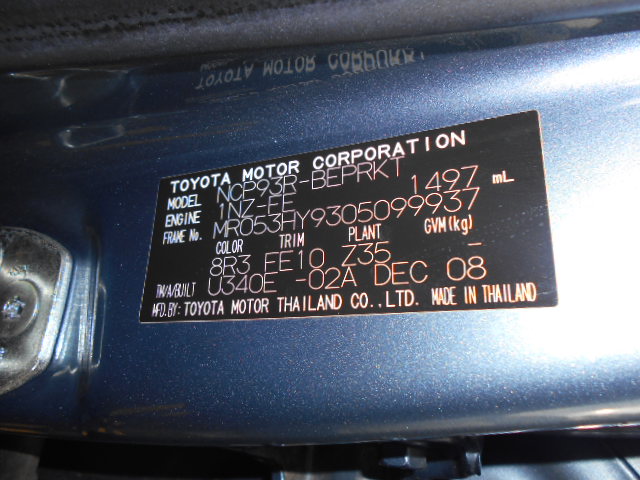 TOYOTA MOTOR CORPORATION
MODEL NCP93R-BEPRKT
ENGINE 1NZ-FE 1497 mL
FRAME No. MR053HY9305099937
COLOR TRIM PLANT GVM(kg)
8R3 FE10 Z35 -
TM/A/BUILT U340E -02A DEC 08
MFD.BY: TOYOTA MOTOR THAILAND CO.,LTD. MADE IN THAILAND